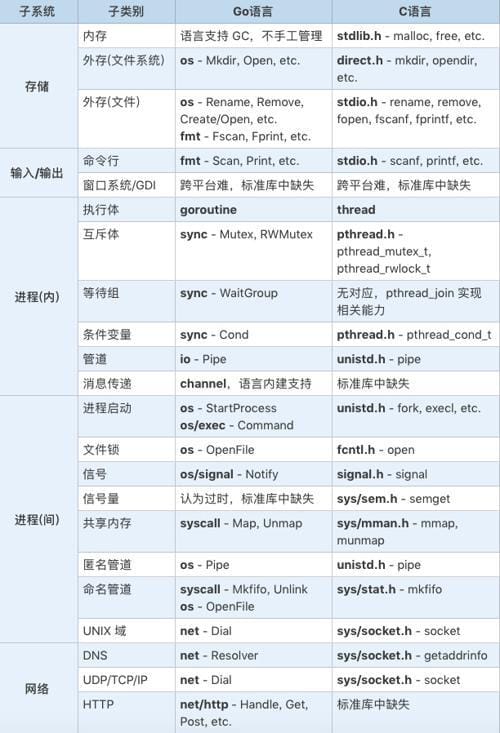 子系统 子类别 Go语言 C语言
存储 内存 语言支持 GC，不手工管理 stdlib.h - malloc, free, etc.
外存(文件系统) os - Mkdir, Open, etc. direct.h - mkdir, opendir,
etc.
外存(文件) os - Rename, Remove, stdio.h - rename, remove,
Create/Open, etc. fopen, fscanf, fprintf, etc.
fmt - Fscan, Fprint, etc.
输入/输出 命令行 fmt - Scan, Print, etc. stdio.h - scanf, printf, etc.
窗口系统/GDI 跨平台难，标准库中缺失 跨平台难，标准库中缺失
进程(内) 执行体 goroutine thread
互斥体 sync - Mutex, RWMutex pthread.h -
pthread_mutex_t,
pthread_rwlock_t
等待组 sync - WaitGroup 无对应，pthread_join 实现
相关能力
条件变量 sync - Cond pthread.h - pthread_cond_t
管道 io - Pipe unistd.h - pipe
消息传递 channel，语言内建支持 标准库中缺失
进程(间) 进程启动 os - StartProcess unistd.h - fork, execl, etc.
os/exec - Command
文件锁 os - OpenFile fcntl.h - open
信号 os/signal - Notify signal.h - signal
信号量 认为过时，标准库中缺失 sys/sem.h - semget
共享内存 syscall - Map, Unmap sys/mman.h - mmap,
munmap
匿名管道 os - Pipe unistd.h - pipe
命名管道 syscall - Mkfifo, Unlink sys/stat.h - mkfifo
os - OpenFile
UNIX 域 net - Dial sys/socket.h - socket
网络 DNS net - Resolver sys/socket.h - getaddrinfo
UDP/TCP/IP net - Dial sys/socket.h - socket
HTTP net/http - Handle, Get, 标准库中缺失
Post, etc.